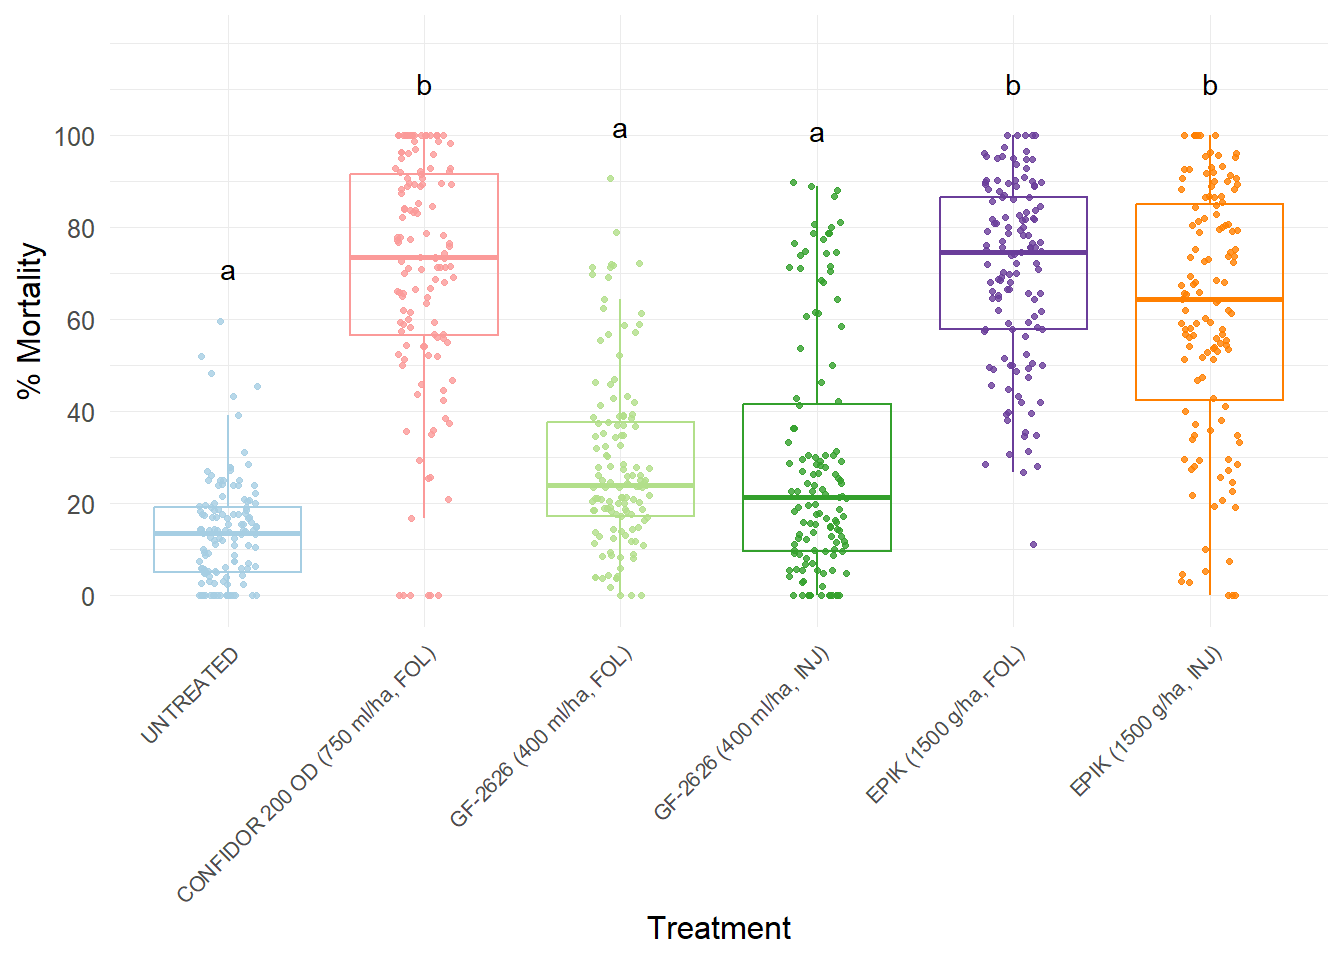 b
b
b
a
a
a
100
80
60
40
20
0
% Mortality
UNTREATED
CONFIDOR 200 OD (750 ml/ha, FOL)
GF-2626 (400 ml/ha, FOL)
GF-2626 (400 ml/ha, INJ)
EPIK (1500 g/ha, FOL)
EPIK (1500 g/ha, INJ)
Treatment